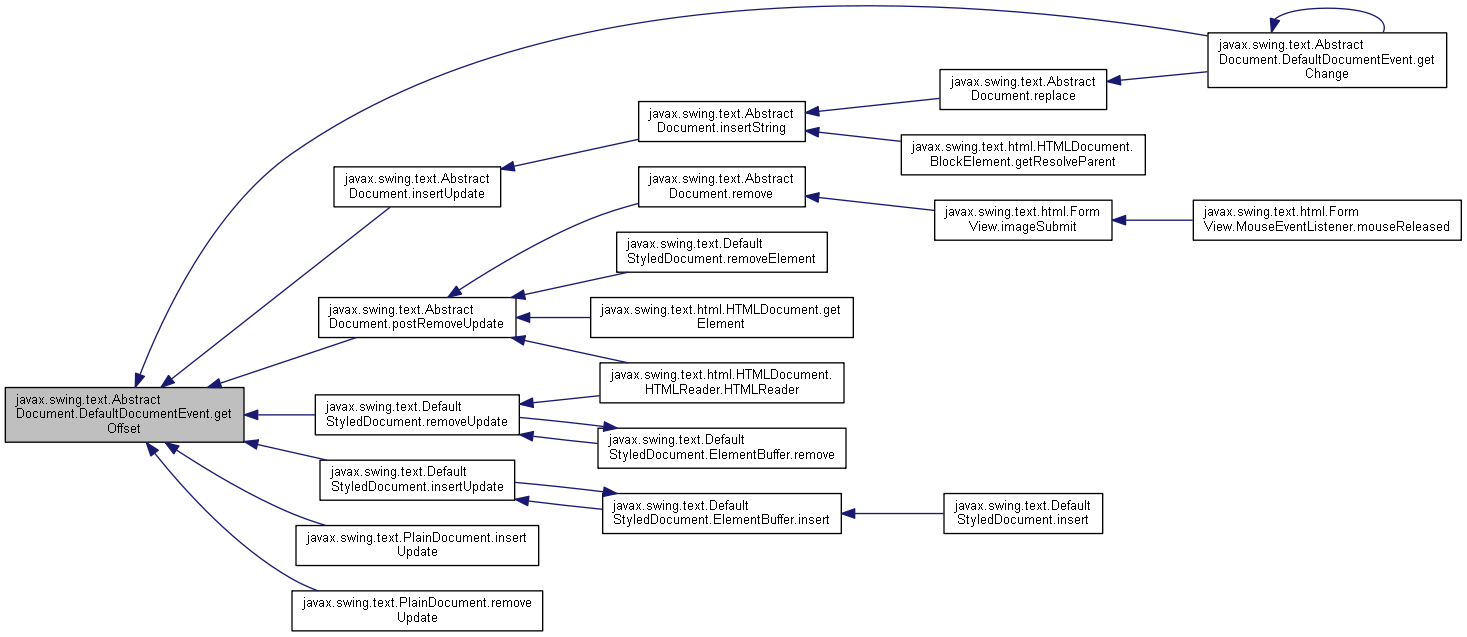 javax.swing.text.Abstract
Document.DefaultDocumentEvent.get
Change
javax.swing.text.Abstract
Document.replace
javax.swing.text.Abstract
Document.insertString
javax.swing.text.html.HTMLDocument.
BlockElement.getResolveParent
javax.swing.text.Abstract
Document.insertUpdate
javax.swing.text.Abstract
Document.remove
javax.swing.text.html.Form
View.imageSubmit
javax.swing.text.html.Form
View.MouseEventListener.mouseReleased
javax.swing.text.Default
StyledDocument.removeElement
javax.swing.text.Abstract
Document.postRemoveUpdate
javax.swing.text.html.HTMLDocument.get
Element
javax.swing.text.html.HTMLDocument.
HTMLReader.HTMLReader
javax.swing.text.Abstract
Document.DefaultDocumentEvent.get
Offset
javax.swing.text.Default
StyledDocument.removeUpdate
javax.swing.text.Default
StyledDocument.ElementBuffer.remove
javax.swing.text.Default
StyledDocument.insertUpdate
javax.swing.text.Default
StyledDocument.ElementBuffer.insert
javax.swing.text.Default
StyledDocument.insert
javax.swing.text.PlainDocument.insert
Update
javax.swing.text.PlainDocument.remove
Update